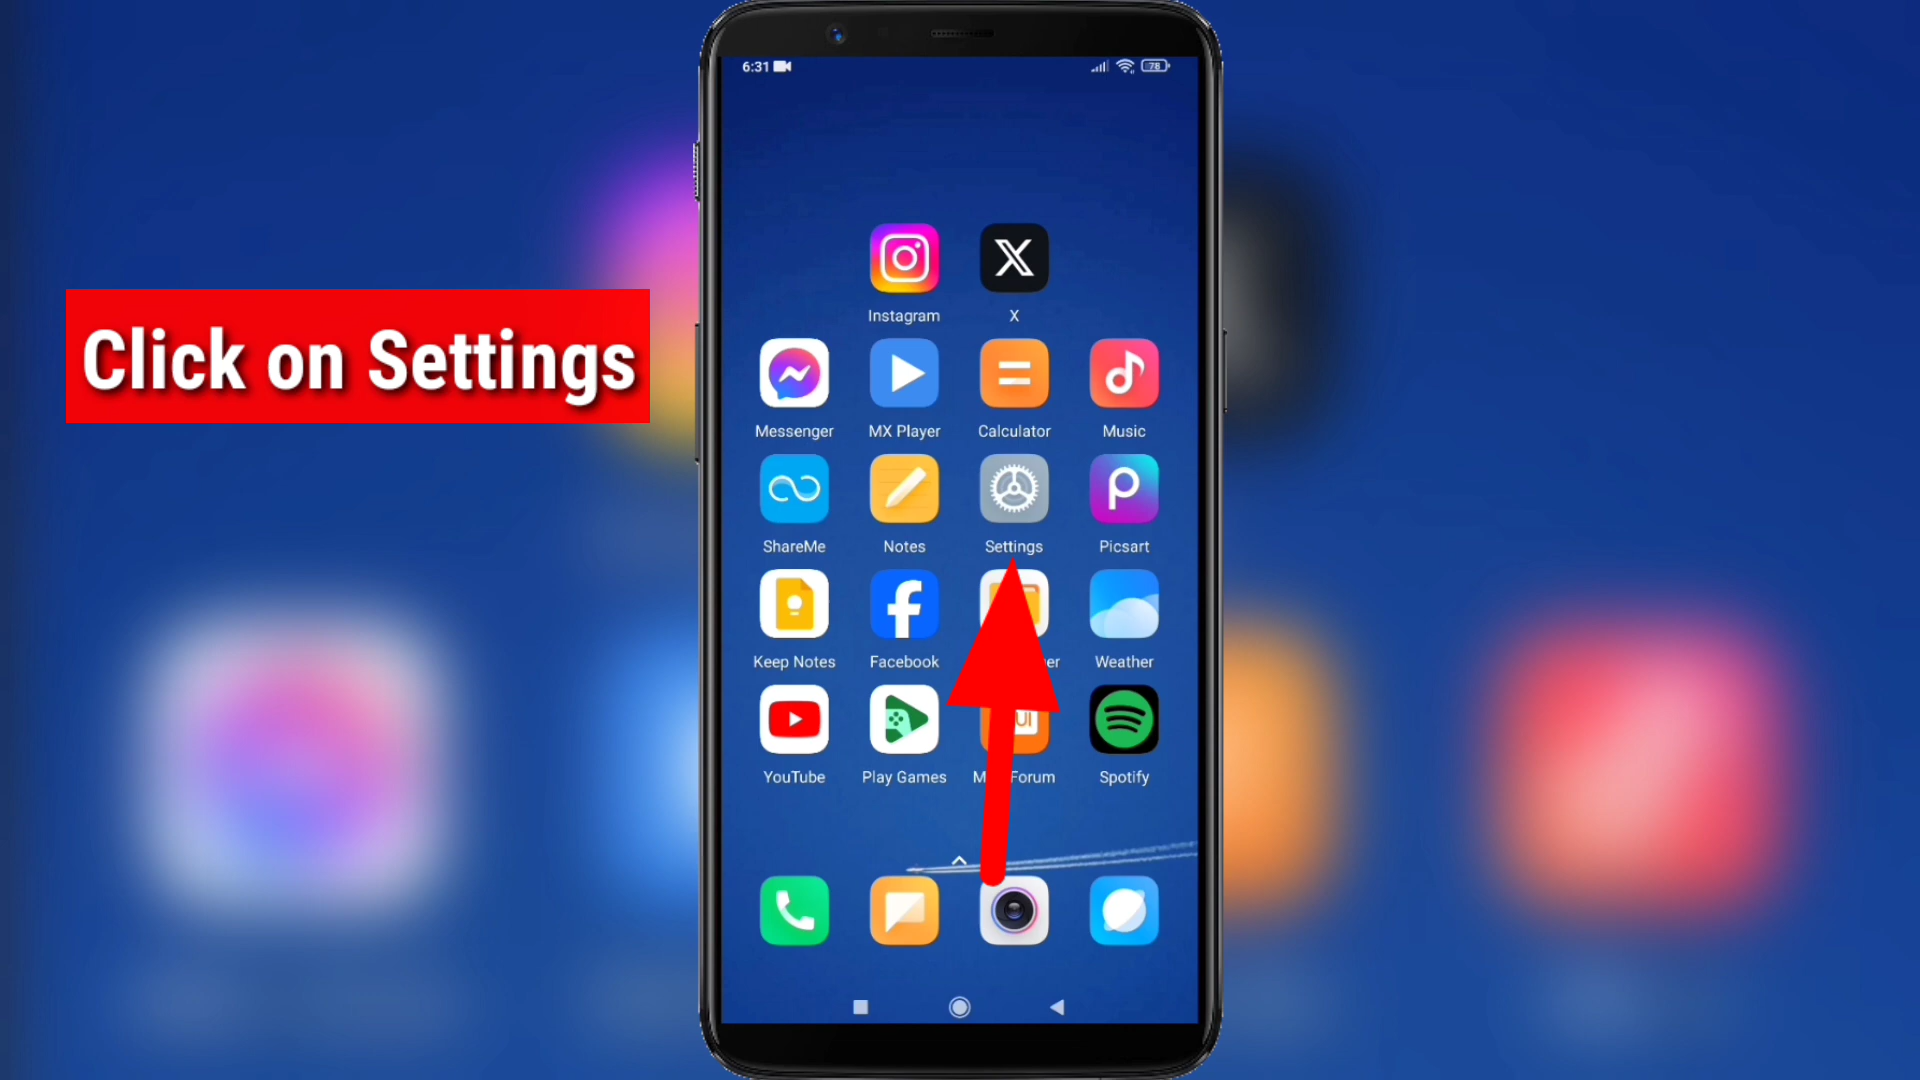 6:31
78
Click on Settings
Instagram
X
Messenger
MX Player
Calculator
Music
ShareMe
Notes
Settings
Picsart
Keep Notes
Facebook
Weather
YouTube
Play Games
Forum
Spotify